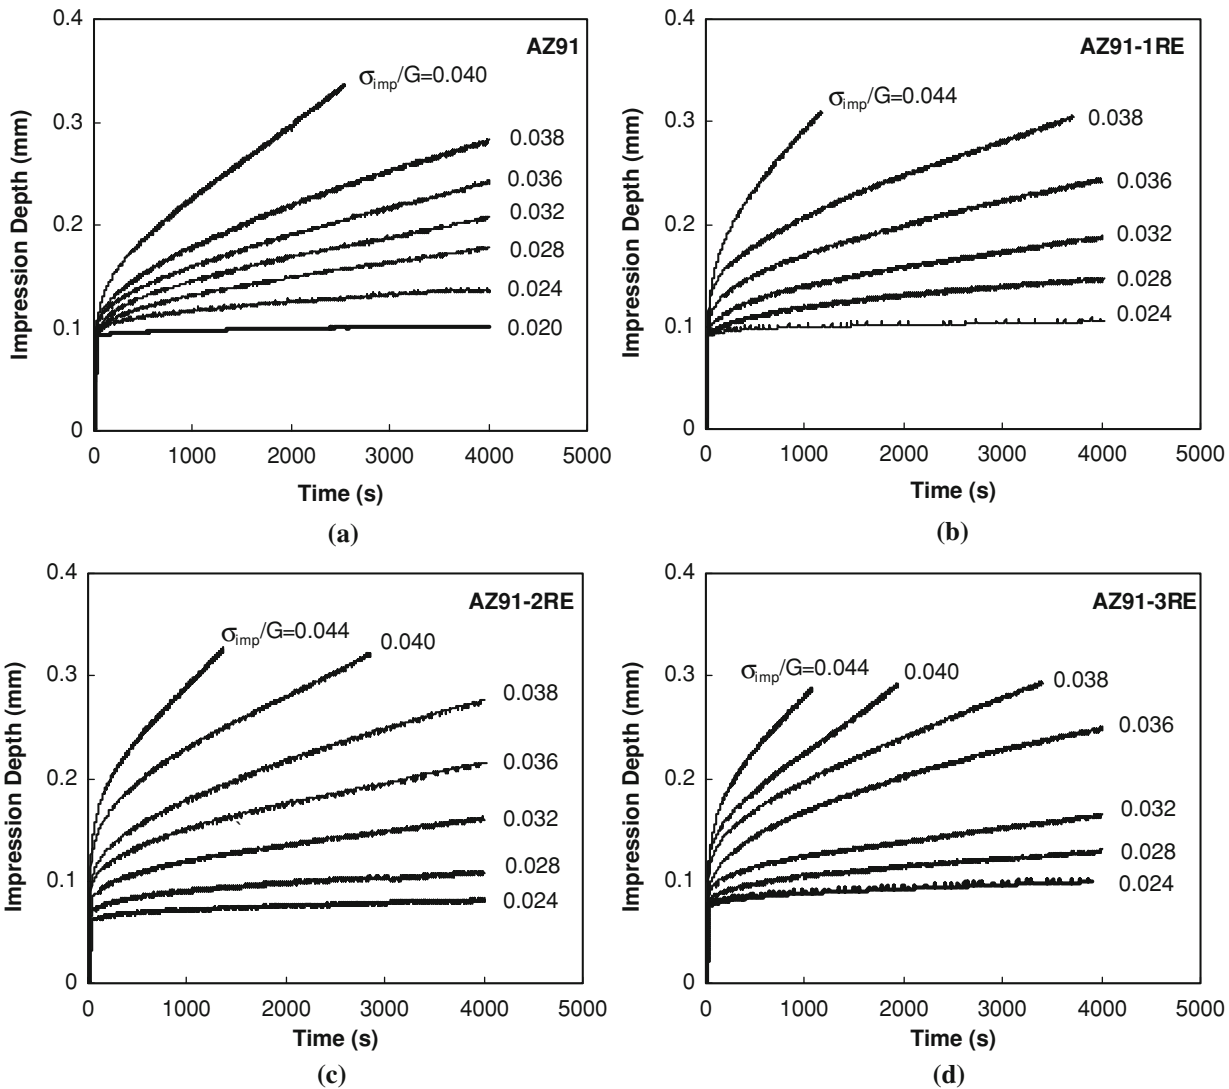 AZ91
σimp/G=0.040
0.038
0.036
0.032
0.028
0.024
0.020
0.4
0.3
0.2
0.1
0
0 1000 2000 3000 4000 5000
Impression Depth (mm)
Time (s)
(a)
AZ91-1RE
σimp/G=0.044
0.038
0.036
0.032
0.028
0.024
0.4
0.3
0.2
0.1
0
0 1000 2000 3000 4000 5000
Impression Depth (mm)
Time (s)
(b)
AZ91-2RE
σimp/G=0.044
0.040
0.038
0.036
0.032
0.028
0.024
0.4
0.3
0.2
0.1
0
0 1000 2000 3000 4000 5000
Impression Depth (mm)
Time (s)
(c)
AZ91-3RE
σimp/G=0.044
0.040
0.038
0.036
0.032
0.028
0.024
0.4
0.3
0.2
0.1
0
0 1000 2000 3000 4000 5000
Impression Depth (mm)
Time (s)
(d)